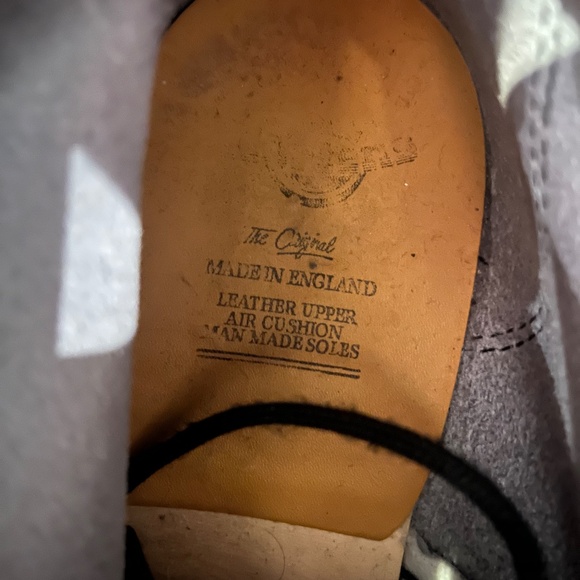 The Original
MADE IN ENGLAND
LEATHER UPPER
AIR CUSHION
MAN MADE SOLES